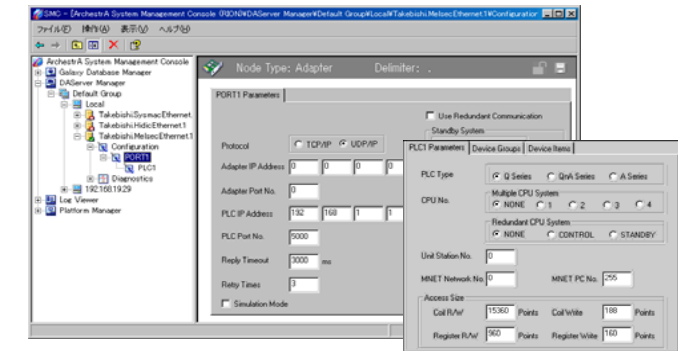 SMC - [ArchestrA System Management Console (RION¥DAServer Manager¥Default Group¥Local¥Takebishi.MelsecEthernet.1¥Configuration
ファイル(F) 操作(A) 表示(V) ヘルプ(H)
ArchestrA System Management Console
Galaxy Database Manager
DAServer Manager
Default Group
Local
Takebishi.SysmacEthernet.
Takebishi.HidicEthernet.1
Takebishi.MelsecEthernet.1
Configuration
PORT1
PLC1
Diagnostics
192.168.19.29
Log Viewer
Platform Manager
Node Type: Adapter Delimiter: .
PORT1 Parameters
Use Redundant Communication
Standby System
Protocol TCP/IP UDP/IP
Adapter IP Address 0 0 0 0
Adapter Port No. 0
PLC IP Address 192 168 1 1
PLC Port No. 5000
Reply Timeout 3000 ms
Retry Times 3
Simulation Mode
PLC1 Parameters Device Groups Device Items
PLC Type Q Series QnA Series A Series
CPU No. Multiple CPU System
NONE 1 2 3 4
Redundant CPU System
NONE CONTROL STANDBY
Unit Station No. 0
MNET Network No. 0 MNET PC No. 255
Access Size
Coil R/W 15360 Points Coil Write 188 Points
Register R/W 960 Points Register Write 160 Points